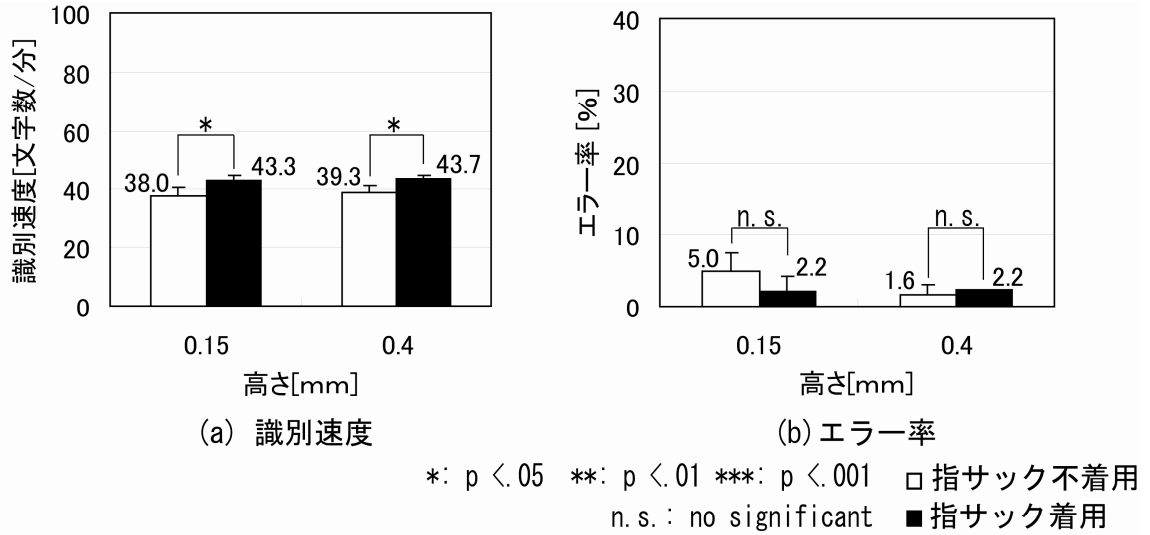 識別速度[文字数/分]
100
80
60
40
20
0
*
*
38.0
43.3
39.3
43.7
0.15
0.4
高さ[mm]
(a) 識別速度
エラー率 [%]
40
30
20
10
0
n.s.
n.s.
5.0
2.2
1.6
2.2
0.15
0.4
高さ[mm]
(b)エラー率
*: p <.05 **: p <.01 ***: p <.001
n.s.: no significant
□指サック不着用
■指サック着用